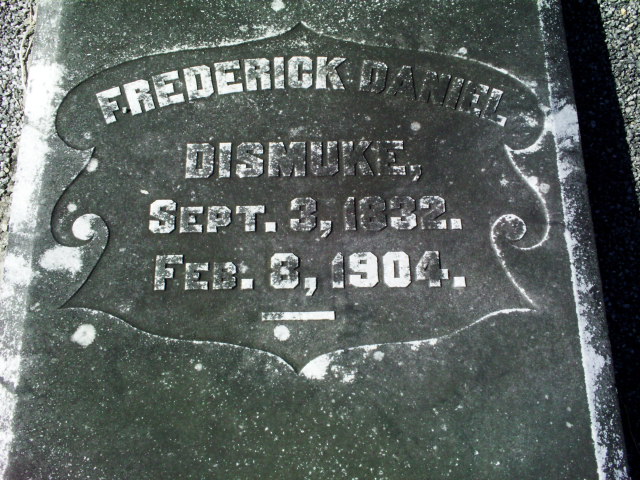 FREDERICK DANIEL
DISMUKE,
SEPT. 3, 1832.
FEB. 8, 1904.